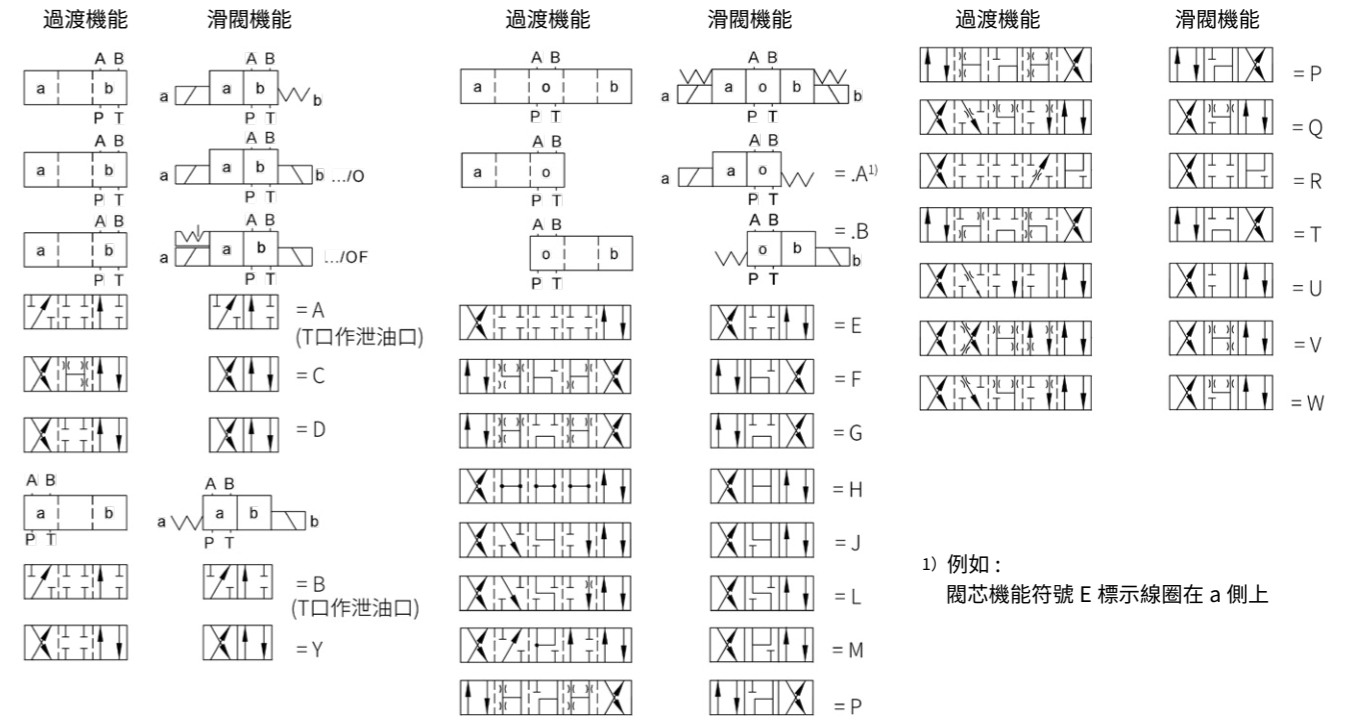 過渡機能 滑閥機能
A B A B
a b a a b b
P T P T
A B A B
a b a a b b .../O
P T P T
A B A B
a b a a b .../OF
P T P T
= A
(T口作泄油口)
= C
= D
A B A B
a b a a b b
P T P T
= B
(T口作泄油口)
= Y
過渡機能 滑閥機能
A B A B
a o b a a o b b
P T P T
A B A B
a o a a o = .A1)
P T P T
A B A B = .B
o b o b b
P T P T
= E
= F
= G
= H
= J
= L
= M
= P
過渡機能 滑閥機能
= P
= Q
= R
= T
= U
= V
= W
1) 例如 :
閥芯機能符號 E 標示線圈在 a 側上